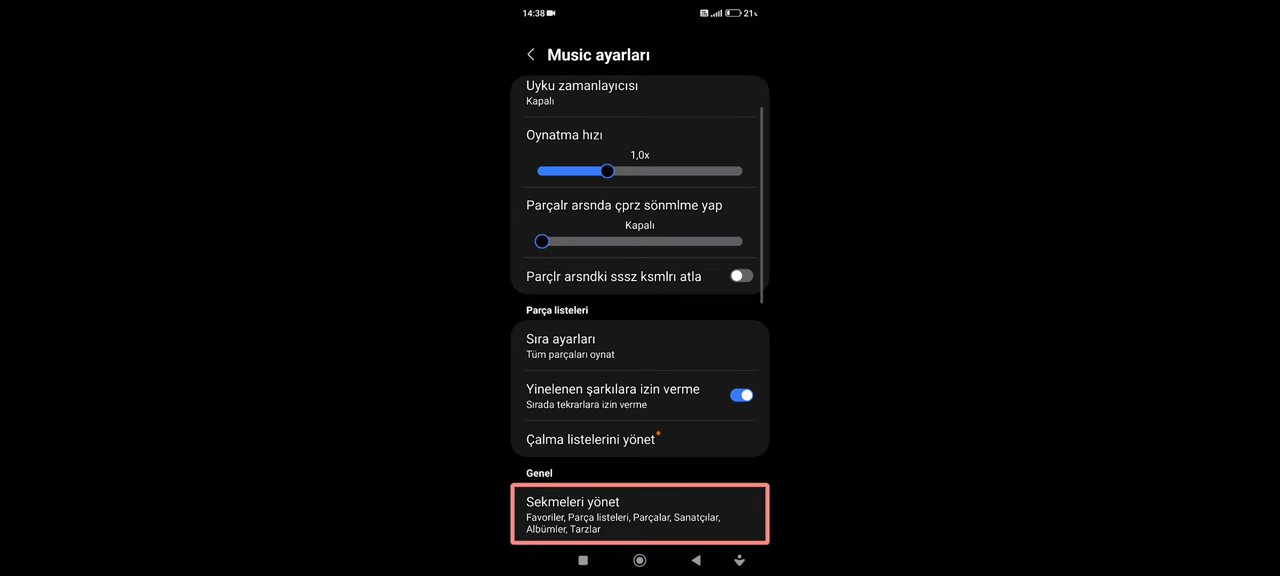 14:38
21%
Music ayarları
Uyku zamanlayıcısı
Kapalı
Oynatma hızı
1,0x
Parçalr arsnda çprz sönmlme yap
Kapalı
Parçlr arsndki sssz ksmlrı atla
Parça listeleri
Sıra ayarları
Tüm parçaları oynat
Yinelenen şarkılara izin verme
Sırada tekrarlara izin verme
Çalma listelerini yönet
Genel
Sekmeleri yönet
Favoriler, Parça listeleri, Parçalar, Sanatçılar,
Albümler, Tarzlar